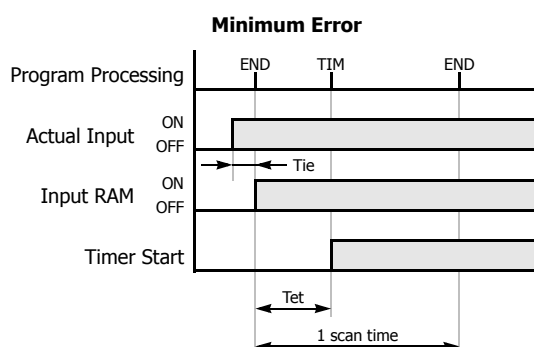 Minimum Error
END TIM END
Program Processing
ON
Actual Input
OFF
Tie
ON
Input RAM
OFF
Timer Start
Tet
1 scan time